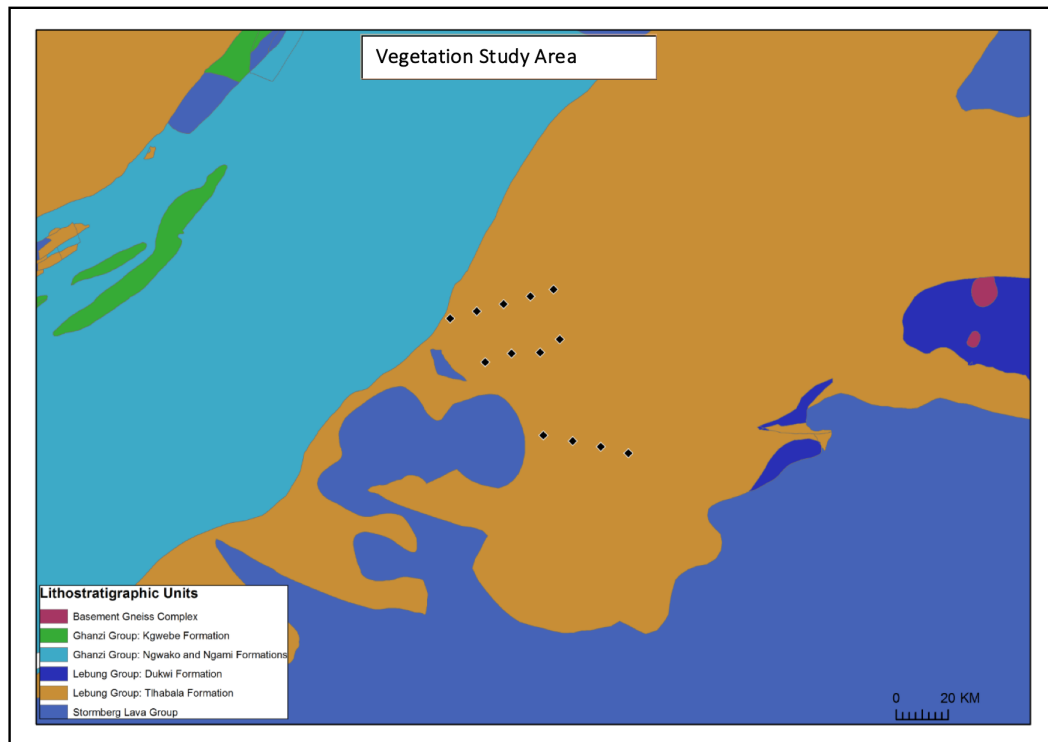 Vegetation Study Area
Lithostratigraphic Units
Basement Gneiss Complex
Ghanzi Group: Kgwebe Formation
Ghanzi Group: Ngwako and Ngami Formations
Lebung Group: Dukwi Formation
Lebung Group: Tlhabala Formation
Stormberg Lava Group
0 20 KM